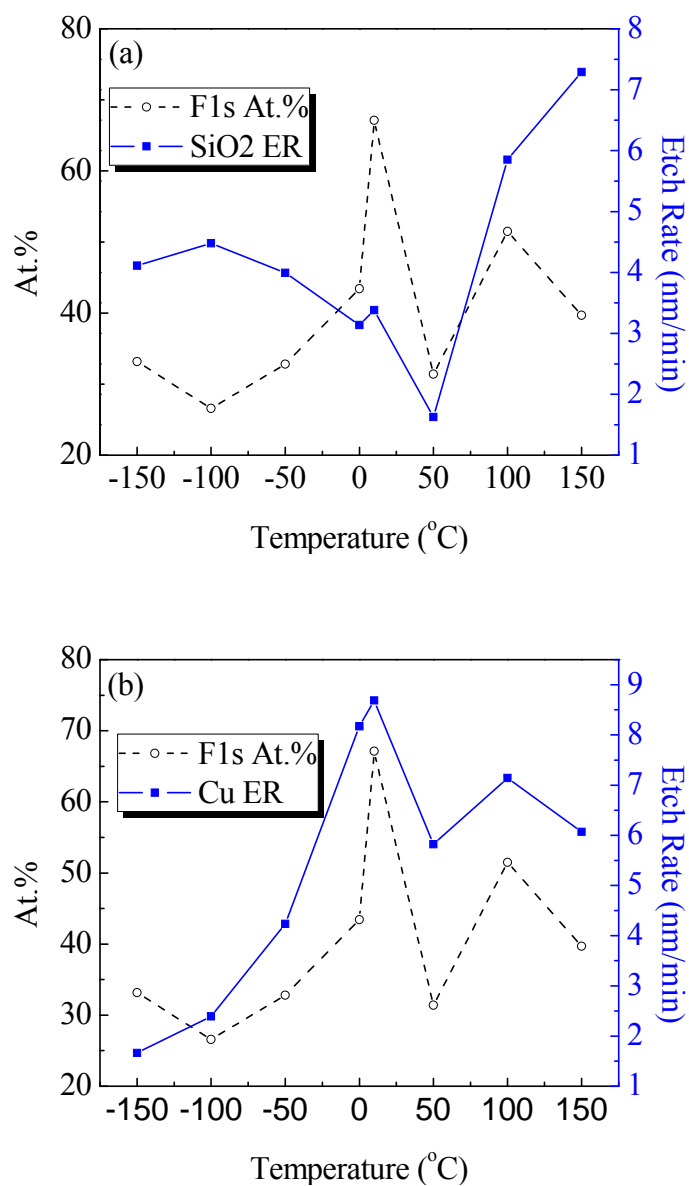 (a)
F1s At.%
SiO2 ER
80
60
40
20
At.%
8
7
6
5
4
3
2
1
Etch Rate (nm/min)
-150 -100 -50 0 50 100 150
Temperature (°C)
(b)
F1s At.%
Cu ER
80
70
60
50
40
30
20
At.%
9
8
7
6
5
4
3
2
1
Etch Rate (nm/min)
-150 -100 -50 0 50 100 150
Temperature (°C)